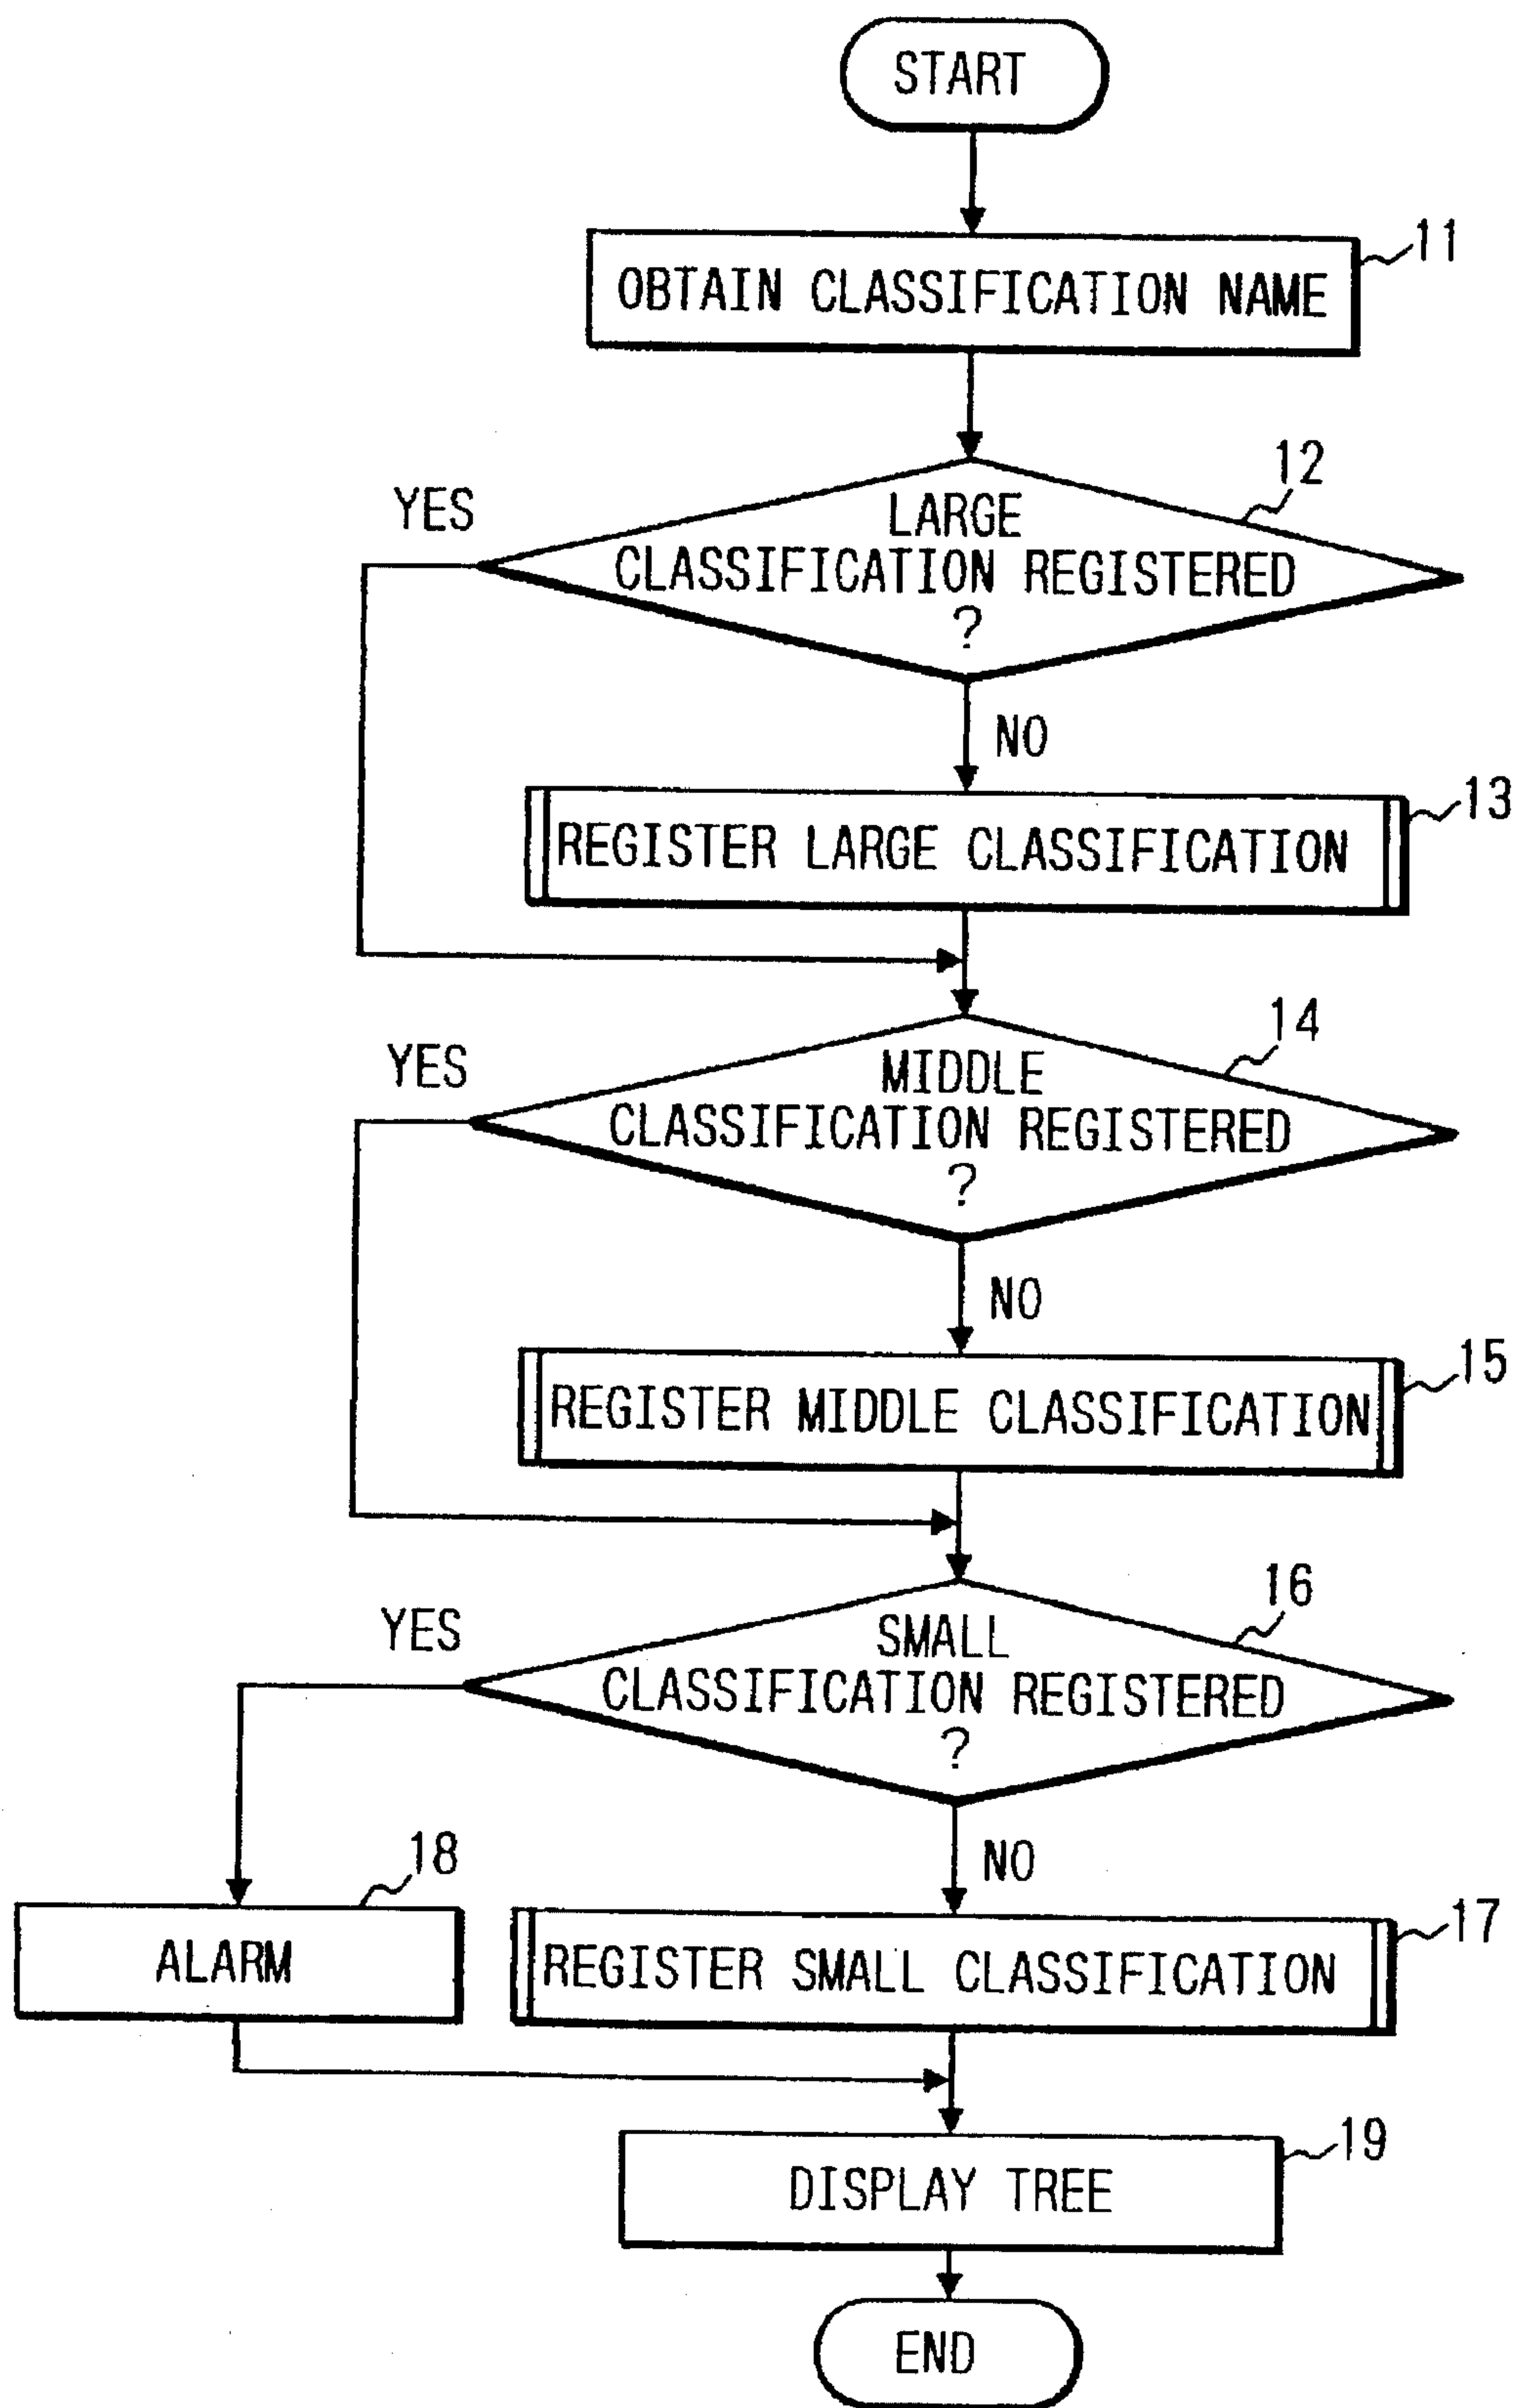 START
OBTAIN CLASSIFICATION NAME
11
12
YES
LARGE
CLASSIFICATION REGISTERED
?
NO
13
REGISTER LARGE CLASSIFICATION
14
YES
MIDDLE
CLASSIFICATION REGISTERED
?
NO
15
REGISTER MIDDLE CLASSIFICATION
16
YES
SMALL
CLASSIFICATION REGISTERED
?
NO
18
ALARM
17
REGISTER SMALL CLASSIFICATION
19
DISPLAY TREE
END